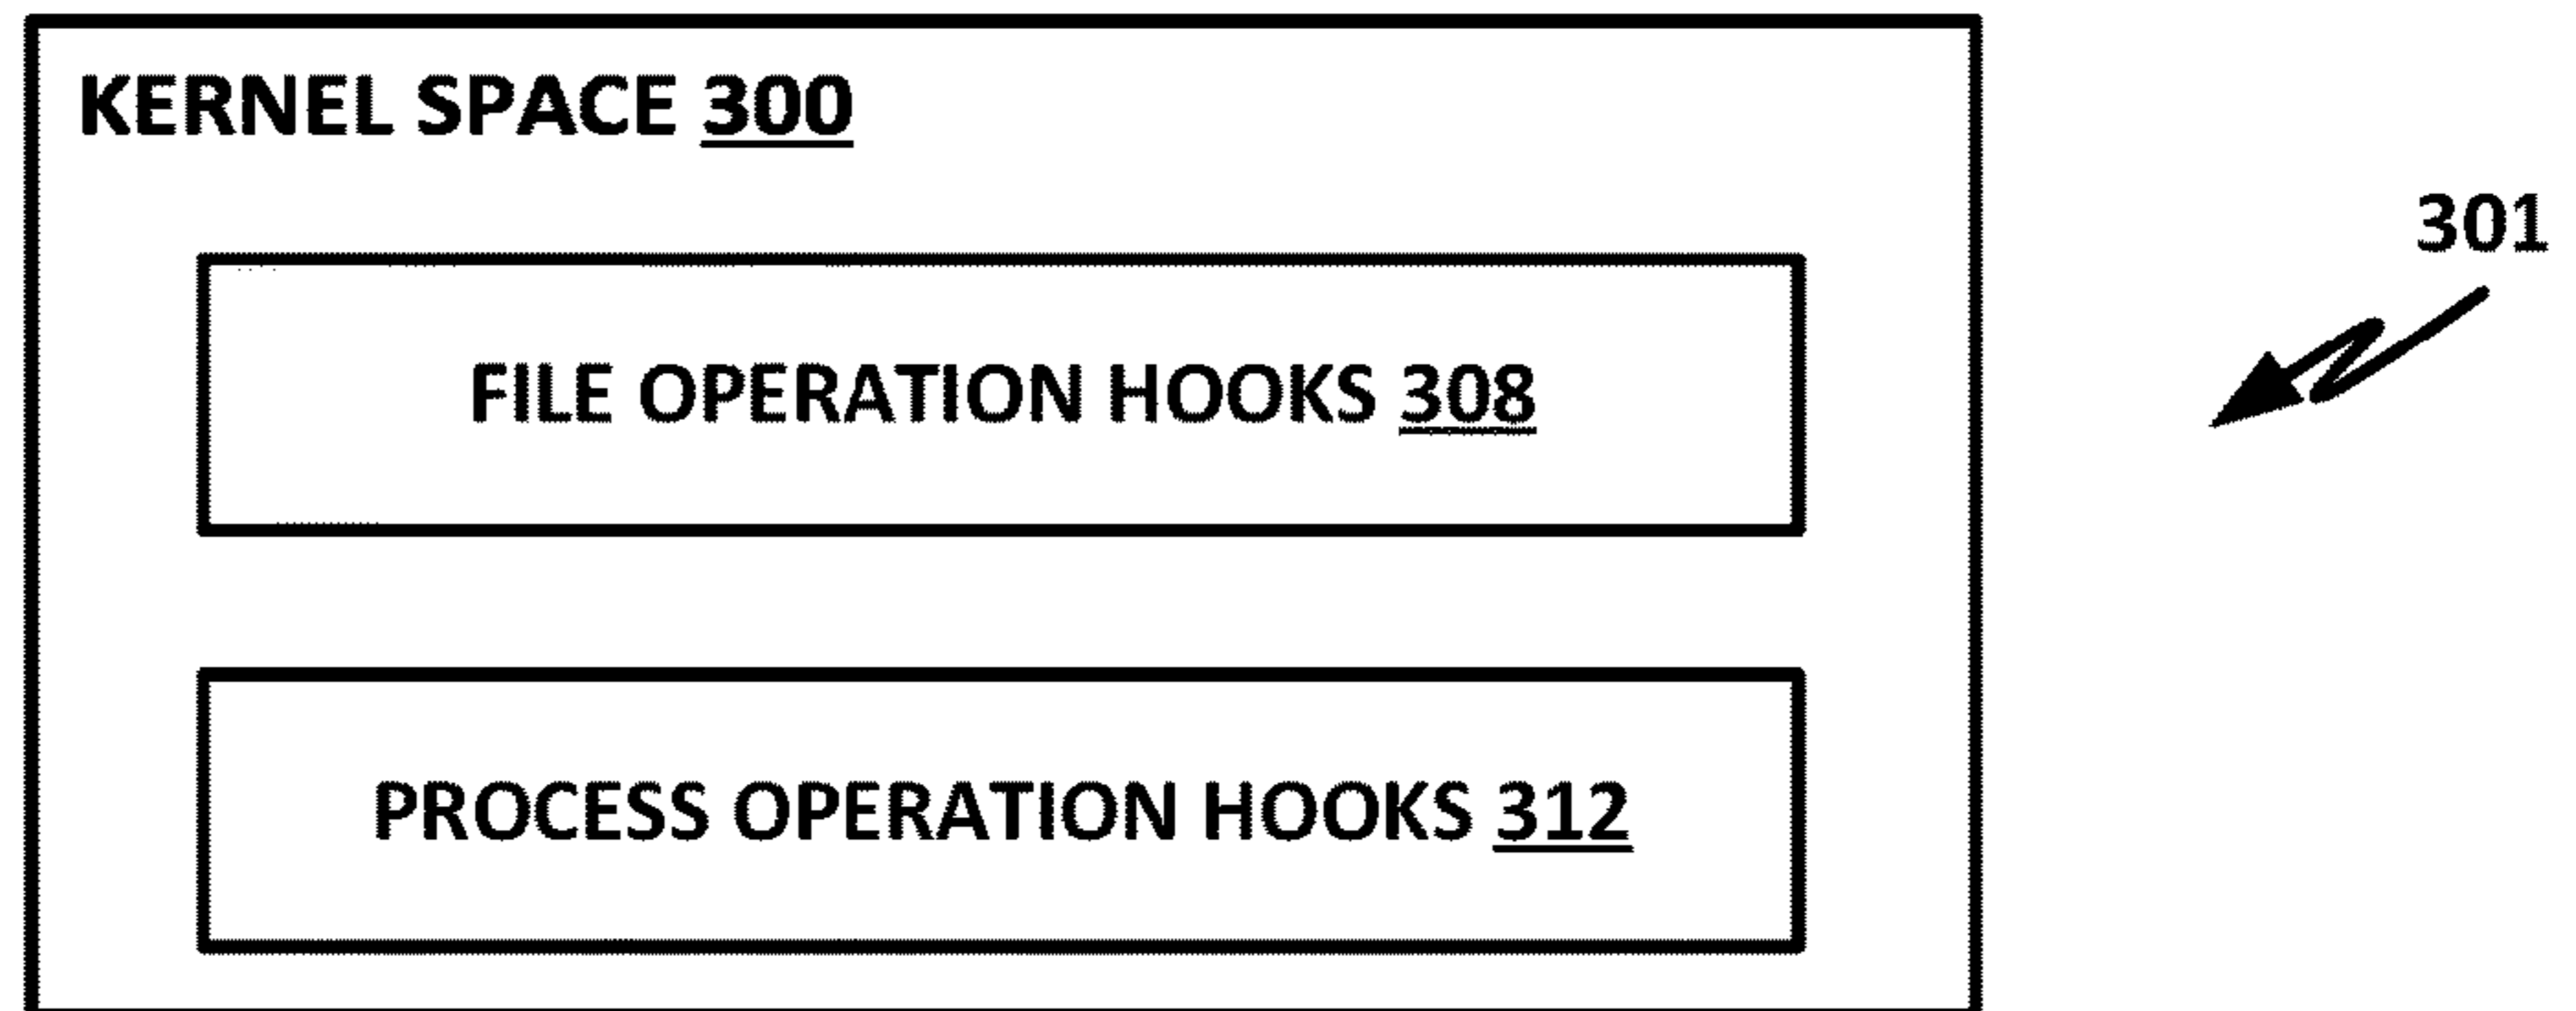 KERNEL SPACE 300
301
FILE OPERATION HOOKS 308
PROCESS OPERATION HOOKS 312